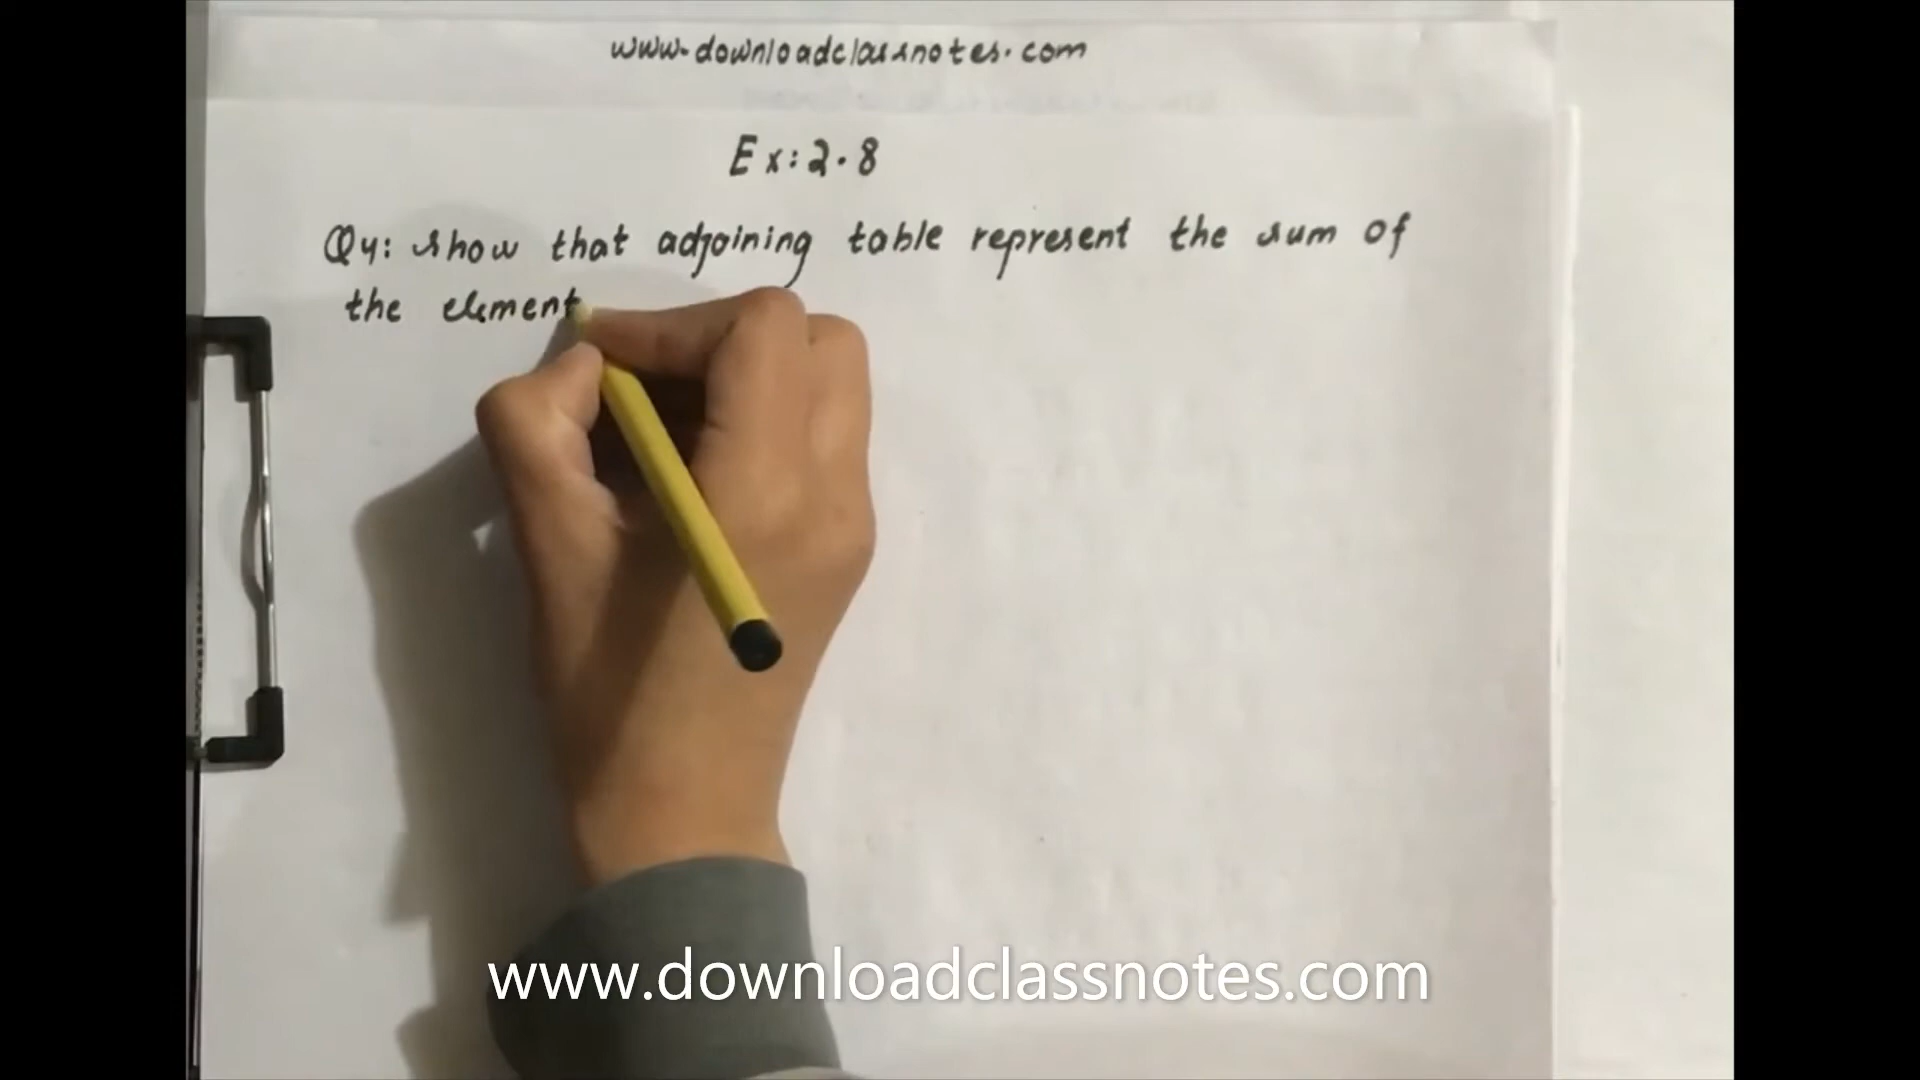 www.downloadclassnotes.com
Ex: 2.8
Q4: show that adjoining table represent the sum of
the element
www.downloadclassnotes.com